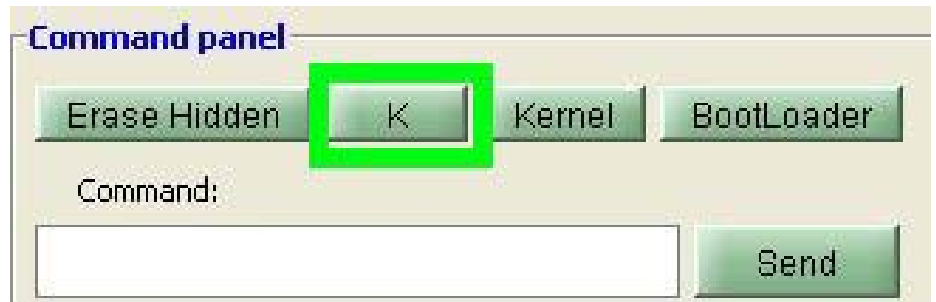 Command panel
Erase Hidden K Kernel BootLoader
Command:
Send